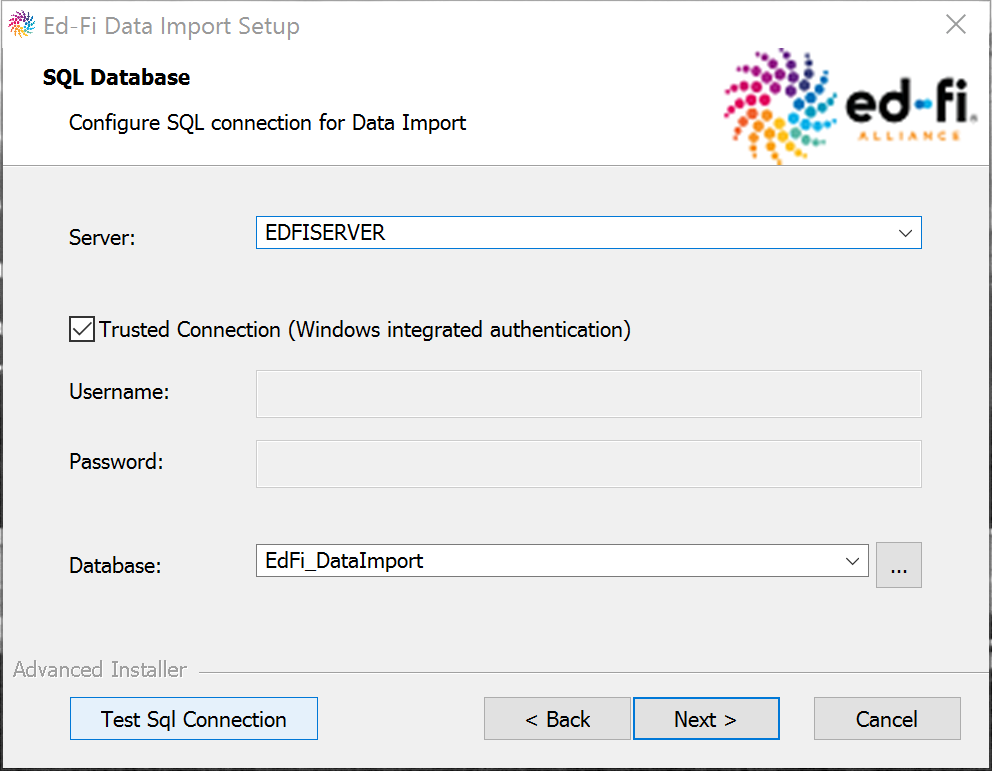 Ed-Fi Data Import Setup
SQL Database
Configure SQL connection for Data Import
ed-fi®
ALLIANCE
Server: EDFISERVER
Trusted Connection (Windows integrated authentication)
Username:
Password:
Database: EdFi_DataImport ...
Advanced Installer
Test Sql Connection < Back Next > Cancel